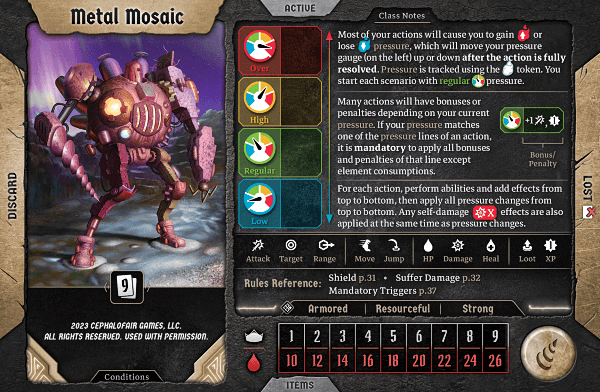 Metal Mosaic
DISCARD
9
2023 CEPHALOFAIR GAMES, LLC.
ALL RIGHTS RESERVED. USED WITH PERMISSION.
Conditions
ACTIVE
Over
High
Regular
Low
Class Notes
Most of your actions will cause you to gain or
lose pressure, which will move your pressure
gauge (on the left) up or down after the action is fully
resolved. Pressure is tracked using the token. You
start each scenario with regular pressure.
Many actions will have bonuses or
penalties depending on your current
pressure. If your pressure matches
one of the pressure lines of an action,
it is mandatory to apply all bonuses
and penalties of that line except
element consumptions.
+1
Bonus/
Penalty
For each action, perform abilities and add effects from
top to bottom, then apply all pressure changes from
top to bottom. Any self-damage X effects are also
applied at the same time as pressure changes.
Attack Target Range Move Jump HP Damage Heal Loot XP
Rules Reference: Shield p.31 • Suffer Damage p.32
Mandatory Triggers p.37
Armored Resourceful Strong
1 2 3 4 5 6 7 8 9
10 12 14 16 18 20 22 24 26
ITEMS
LOST